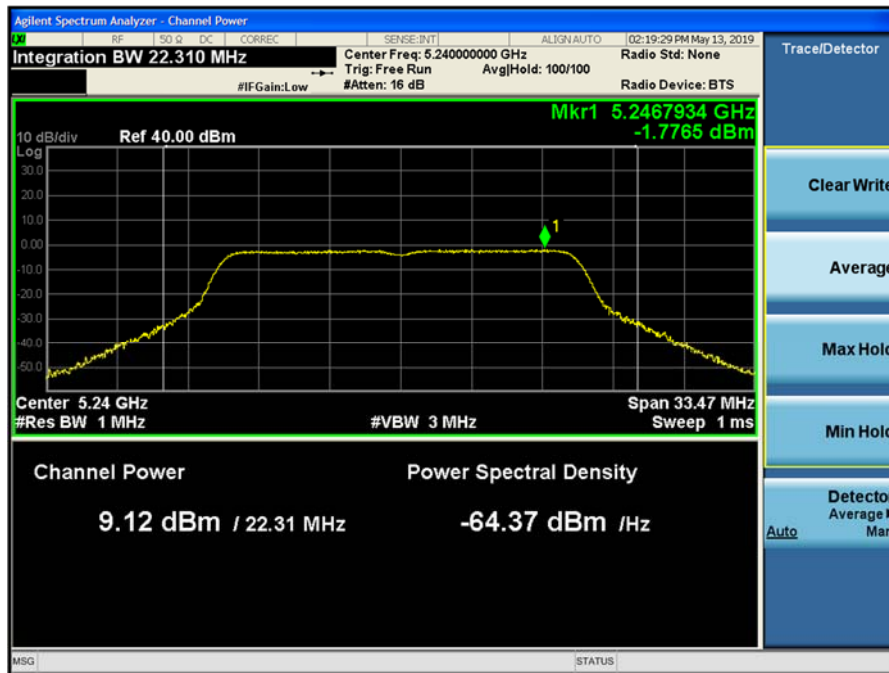 Agilent Spectrum Analyzer - Channel Power
LXI RF 50 Ω DC CORREC SENSE:INT ALIGN AUTO 02:19:29 PM May 13, 2019
Integration BW 22.310 MHz
Center Freq: 5.240000000 GHz
Radio Std: None
Trig: Free Run Avg|Hold: 100/100
#IFGain:Low
#Atten: 16 dB
Radio Device: BTS
Trace/Detector
Mkr1 5.2467934 GHz
-1.7765 dBm
10 dB/div Ref 40.00 dBm
Log
30.0
20.0
10.0
0.00
-10.0
-20.0
-30.0
-40.0
-50.0
1
Center 5.24 GHz Span 33.47 MHz
#Res BW 1 MHz #VBW 3 MHz Sweep 1 ms
Channel Power Power Spectral Density
9.12 dBm / 22.31 MHz -64.37 dBm /Hz
Clear Write
Average
Max Hold
Min Hold
Detector
Average
Auto Man
MSG STATUS